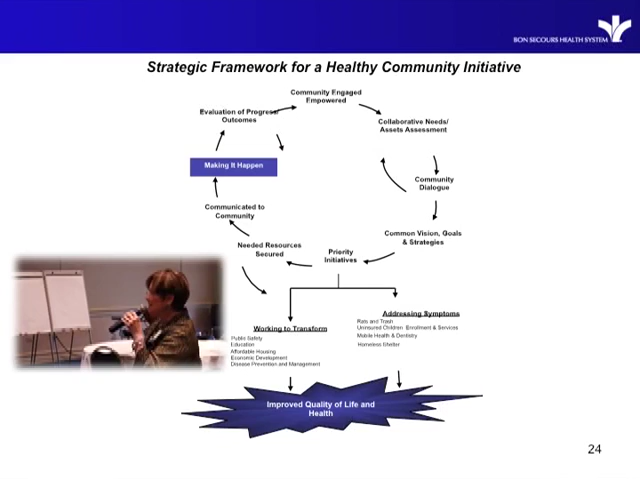 BON SECOURS HEALTH SYSTEM
Strategic Framework for a Healthy Community Initiative
Community Engaged
Empowered
Evaluation of Progress/
Outcomes
Collaborative Needs/
Assets Assessment
Making It Happen
Community
Dialogue
Communicated to
Community
Common Vision, Goals
& Strategies
Needed Resources
Secured
Priority
Initiatives
Addressing Symptoms
Rats and Trash
Uninsured Children Enrollment & Services
Mobile Health & Dentistry
Homeless Shelter
Working to Transform
Public Safety
Education
Affordable Housing
Economic Development
Disease Prevention and Management
Improved Quality of Life and
Health
24